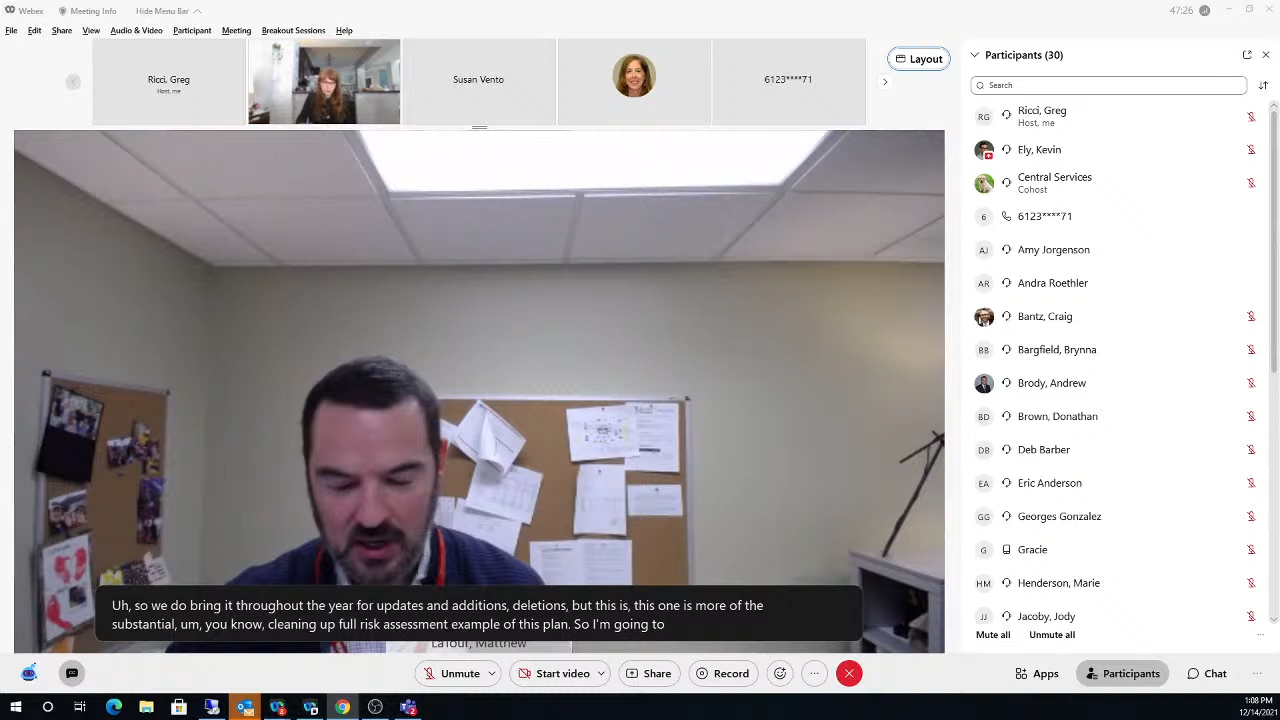 Webex
Meeting Info
Hide Menu Bar
47:26
File Edit Share View Audio & Video Participant Meeting Breakout Sessions Help
Ricci, Greg
Host, me
Susan Vento
6123****71
Layout
Participants (30)
Search
RG
Ricci, Greg
Host, me
Ely, Kevin
Central Services
Cohost
6
6123****71
AJ
Amy Jorgenson
AR
Andra Roethler
Bantz, Craig
BB
Bargfield, Brynna
Brody, Andrew
BD
Brown, Donathan
DB
Deb Barber
EA
Eric Anderson
GG
Georges Gonzalez
G
Gracie
HM
Henderson, Marie
JJ
Jacoby, Jody
Mute all
Unmute all
Uh, so we do bring it throughout the year for updates and additions, deletions, but this is, this one is more of the
substantial, um, you know, cleaning up full risk assessment example of this plan. So I'm going to
LaTour, Matthew
Unmute
Start video
Share
Record
Apps
Participants
Chat
1:08 PM
12/14/2021